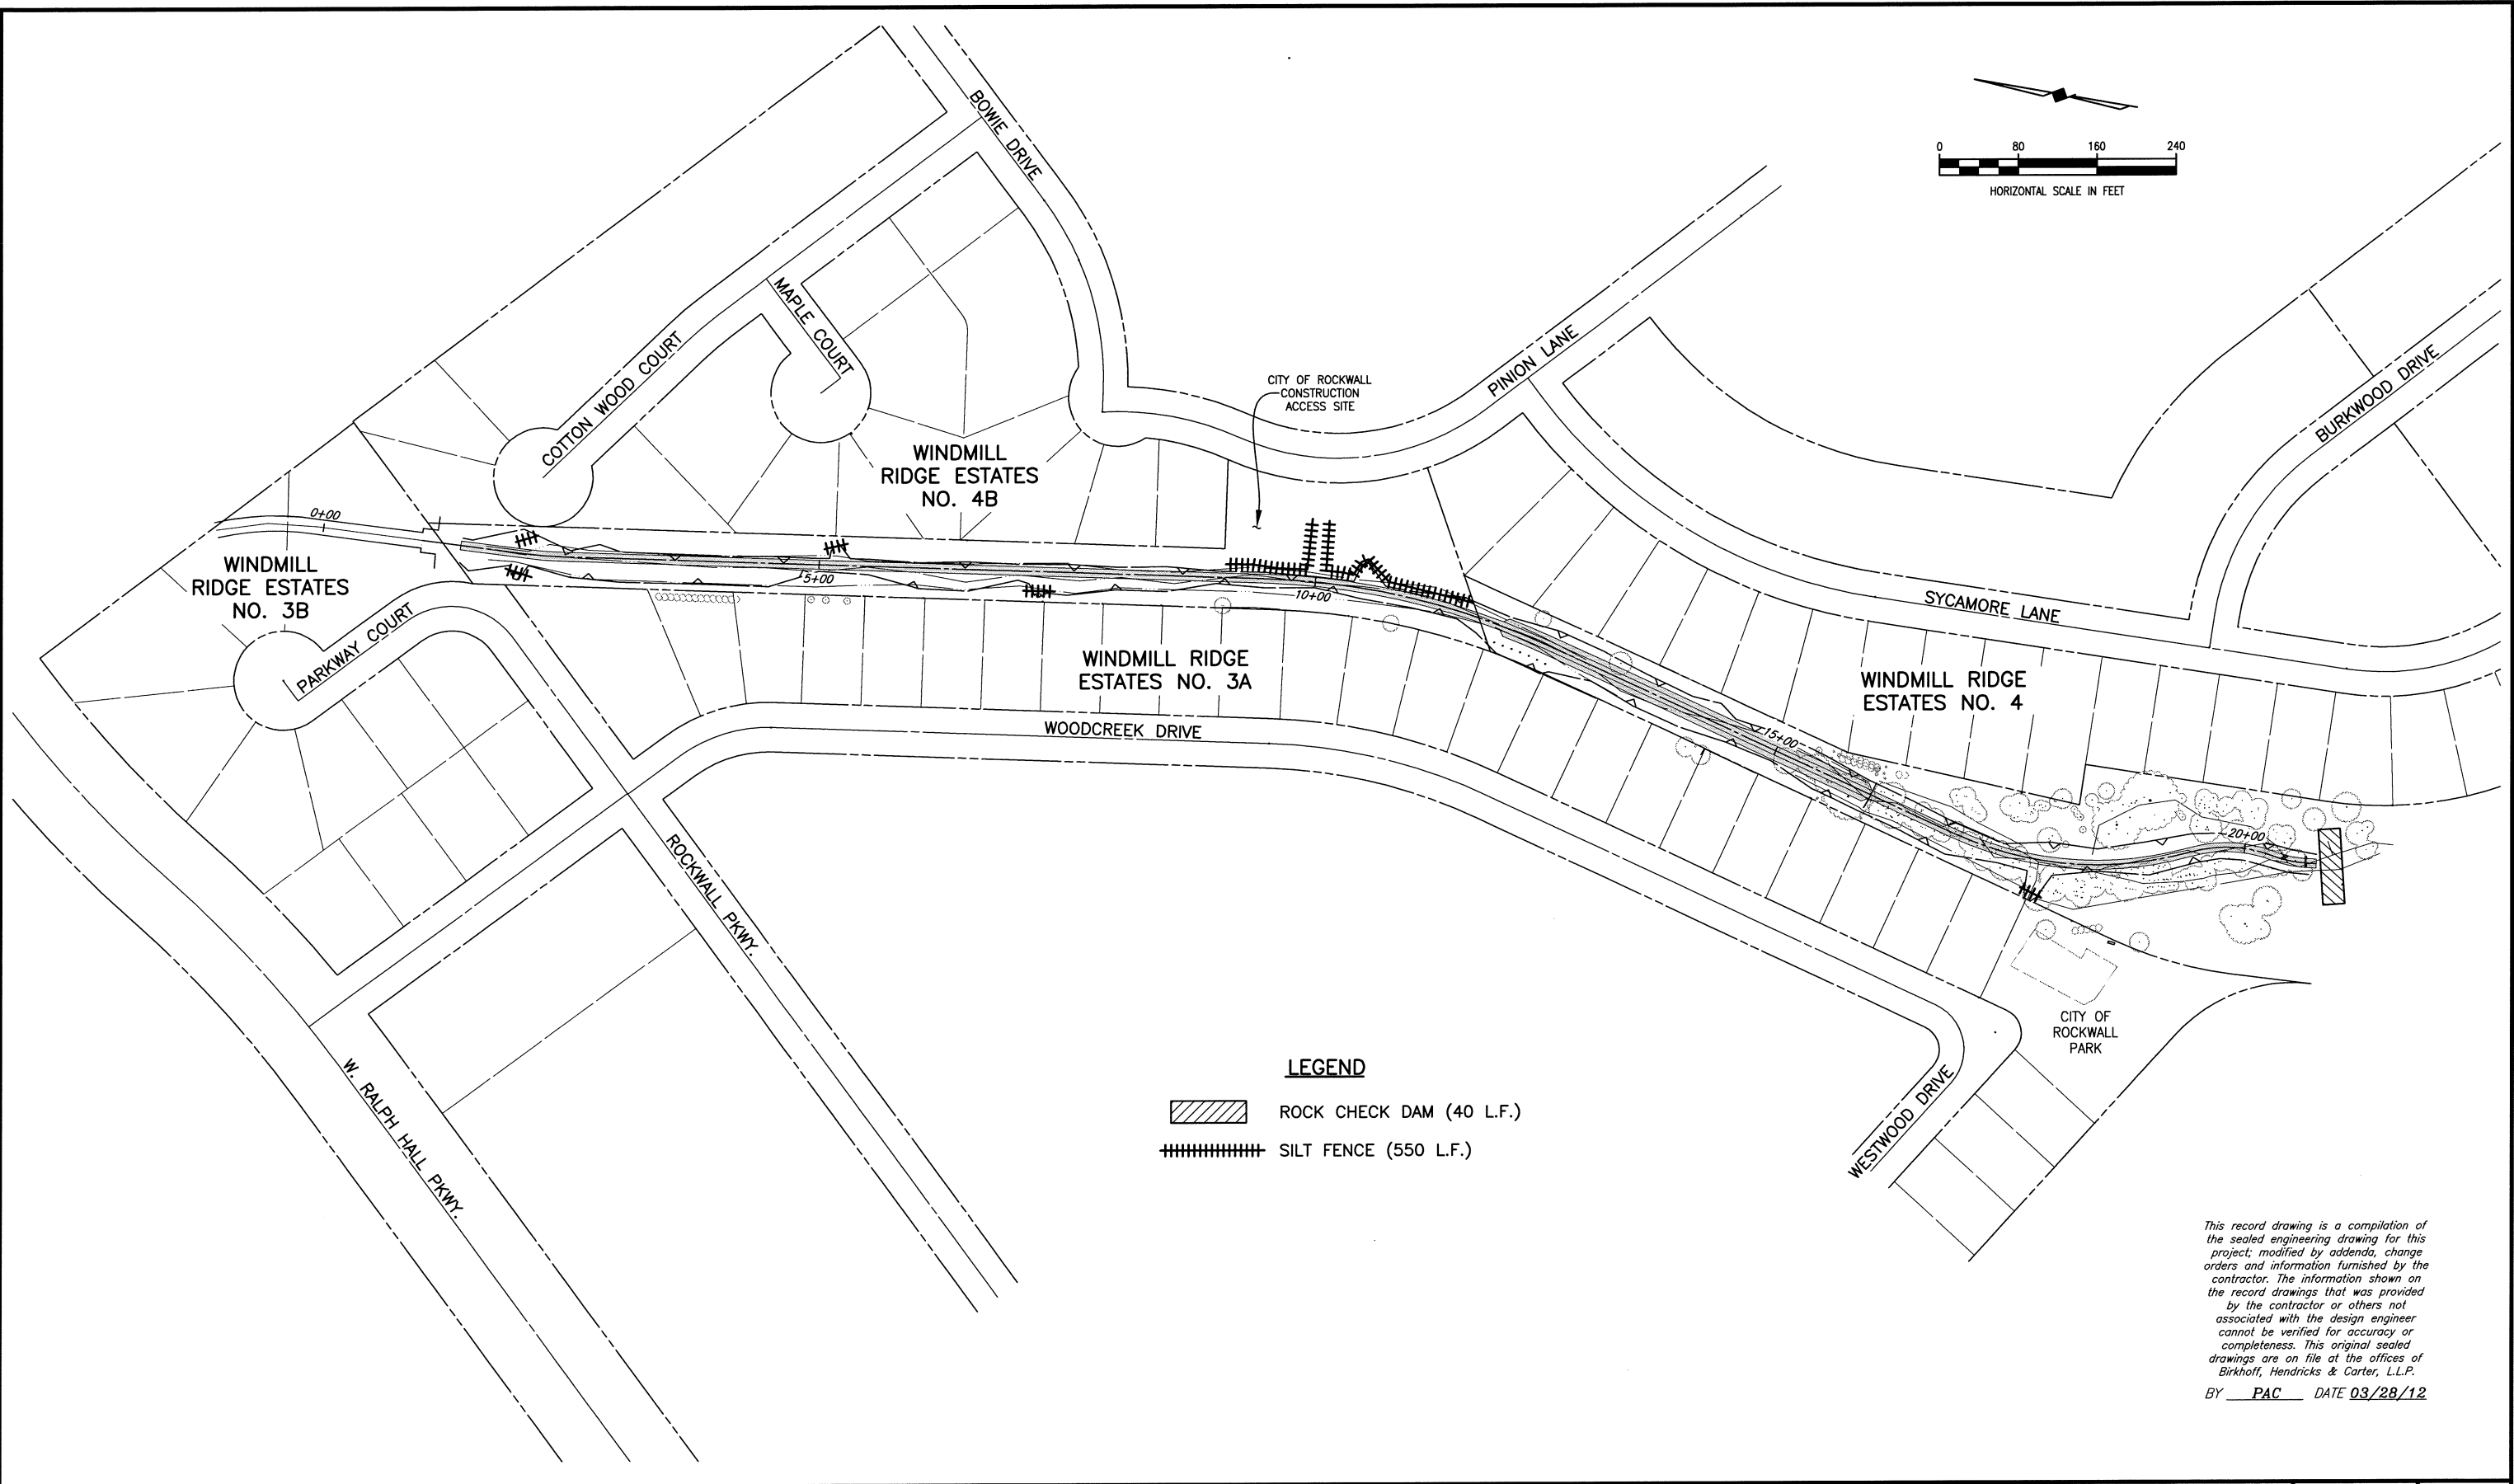 BOWIE DRIVE
0 80 160 240
HORIZONTAL SCALE IN FEET
MAPLE COURT
COTTON WOOD COURT
PINION LANE
BURKWOOD DRIVE
CITY OF ROCKWALL
CONSTRUCTION
ACCESS SITE
WINDMILL
RIDGE ESTATES
NO. 4B
0+00
WINDMILL
RIDGE ESTATES
NO. 3B
5+00
10+00
SYCAMORE LANE
PARKWAY COURT
WINDMILL RIDGE
ESTATES NO. 3A
WINDMILL RIDGE
ESTATES NO. 4
WOODCREEK DRIVE
15+00
20+00
ROCKWALL PKWY.
CITY OF
ROCKWALL
PARK
W. RALPH HALL PKWY.
WESTWOOD DRIVE
LEGEND
ROCK CHECK DAM (40 L.F.)
SILT FENCE (550 L.F.)
This record drawing is a compilation of
the sealed engineering drawing for this
project; modified by addenda, change
orders and information furnished by the
contractor. The information shown on
the record drawings that was provided
by the contractor or others not
associated with the design engineer
cannot be verified for accuracy or
completeness. This original sealed
drawings are on file at the offices of
Birkhoff, Hendricks & Carter, L.L.P.
BY PAC DATE 03/28/12